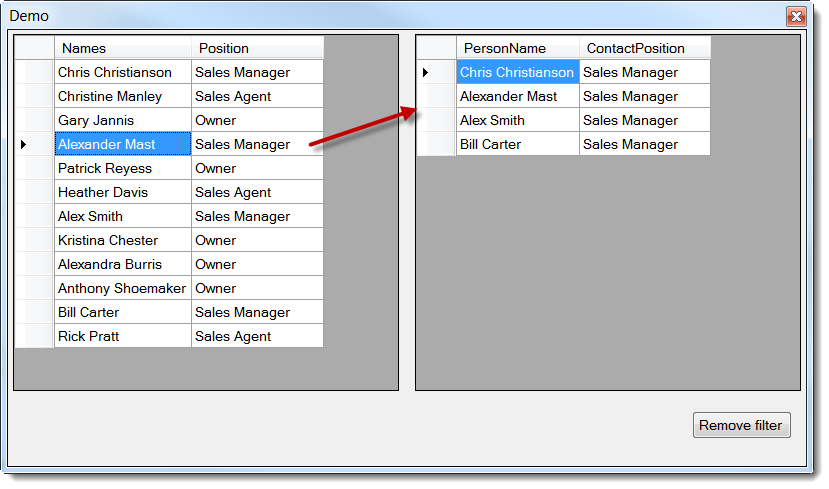 Demo
Names Position
Chris Christianson Sales Manager
Christine Manley Sales Agent
Gary Jannis Owner
Alexander Mast Sales Manager
Patrick Reyess Owner
Heather Davis Sales Agent
Alex Smith Sales Manager
Kristina Chester Owner
Alexandra Burris Owner
Anthony Shoemaker Owner
Bill Carter Sales Manager
Rick Pratt Sales Agent
PersonName ContactPosition
Chris Christianson Sales Manager
Alexander Mast Sales Manager
Alex Smith Sales Manager
Bill Carter Sales Manager
Remove filter